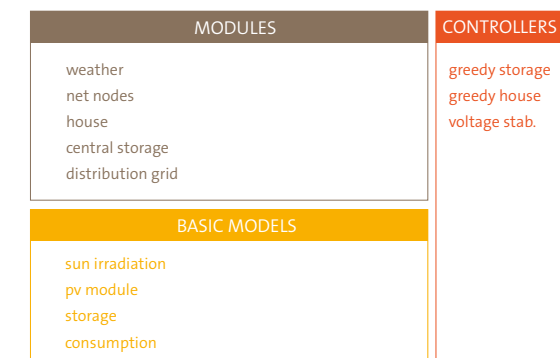 MODULES
weather
net nodes
house
central storage
distribution grid
CONTROLLERS
greedy storage
greedy house
voltage stab.
BASIC MODELS
sun irradiation
pv module
storage
consumption